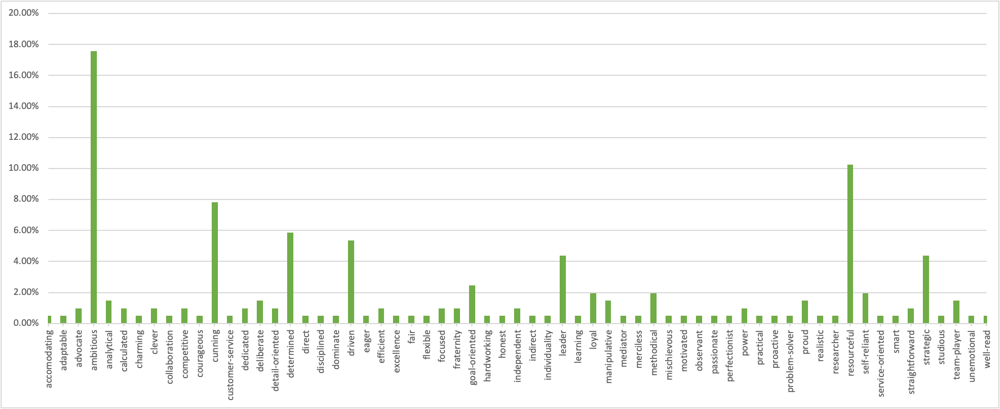 20.00%
18.00%
16.00%
14.00%
12.00%
10.00%
8.00%
6.00%
4.00%
2.00%
0.00%
accomodating
adaptable
advocate
ambitious
analytical
calculated
charming
clever
collaboration
competitive
courageous
cunning
customer-service
dedicated
deliberate
detail-oriented
determined
direct
disciplined
dominate
driven
eager
efficient
excellence
fair
flexible
focused
fraternity
goal-oriented
hardworking
honest
independent
indirect
individuality
leader
learning
loyal
manipulative
mediator
merciless
methodical
mischievous
motivated
observant
passionate
perfectionist
power
practical
proactive
problem-solver
proud
realistic
researcher
resourceful
self-reliant
service-oriented
smart
straightforward
strategic
studious
team-player
unemotional
well-read